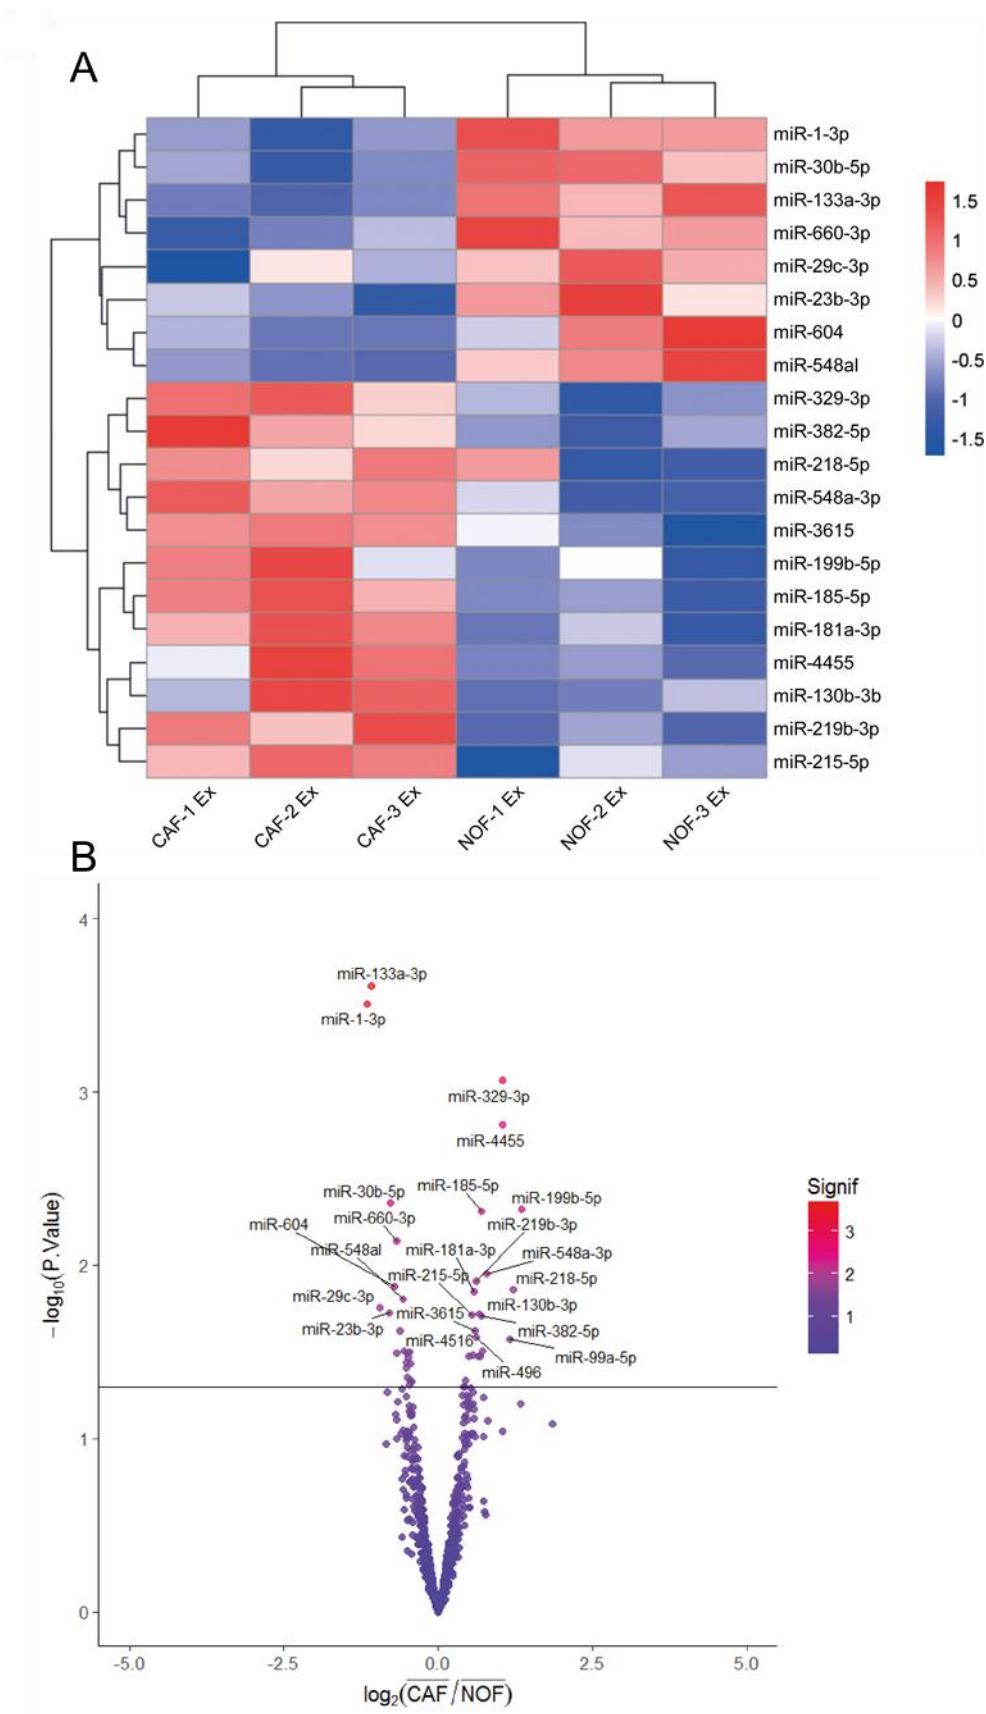 A
miR-1-3p
miR-30b-5p
miR-133a-3p
miR-660-3p
miR-29c-3p
miR-23b-3p
miR-604
miR-548al
miR-329-3p
miR-382-5p
miR-218-5p
miR-548a-3p
miR-3615
miR-199b-5p
miR-185-5p
miR-181a-3p
miR-4455
miR-130b-3b
miR-219b-3p
miR-215-5p
1.5
1
0.5
0
-0.5
-1
-1.5
CAF-1 Ex
CAF-2 Ex
CAF-3 Ex
NOF-1 Ex
NOF-2 Ex
NOF-3 Ex
B
4
3
2
1
0
−log10(P.Value)
miR-133a-3p
miR-1-3p
miR-329-3p
miR-4455
miR-30b-5p
miR-185-5p
miR-199b-5p
miR-604
miR-660-3p
miR-219b-3p
miR-548al
miR-181a-3p
miR-548a-3p
miR-215-5p
miR-218-5p
miR-29c-3p
miR-3615
miR-130b-3p
miR-23b-3p
miR-4516
miR-382-5p
miR-99a-5p
miR-496
Signif
3
2
1
-5.0
-2.5
0.0
2.5
5.0
log2(CAF/NOF)